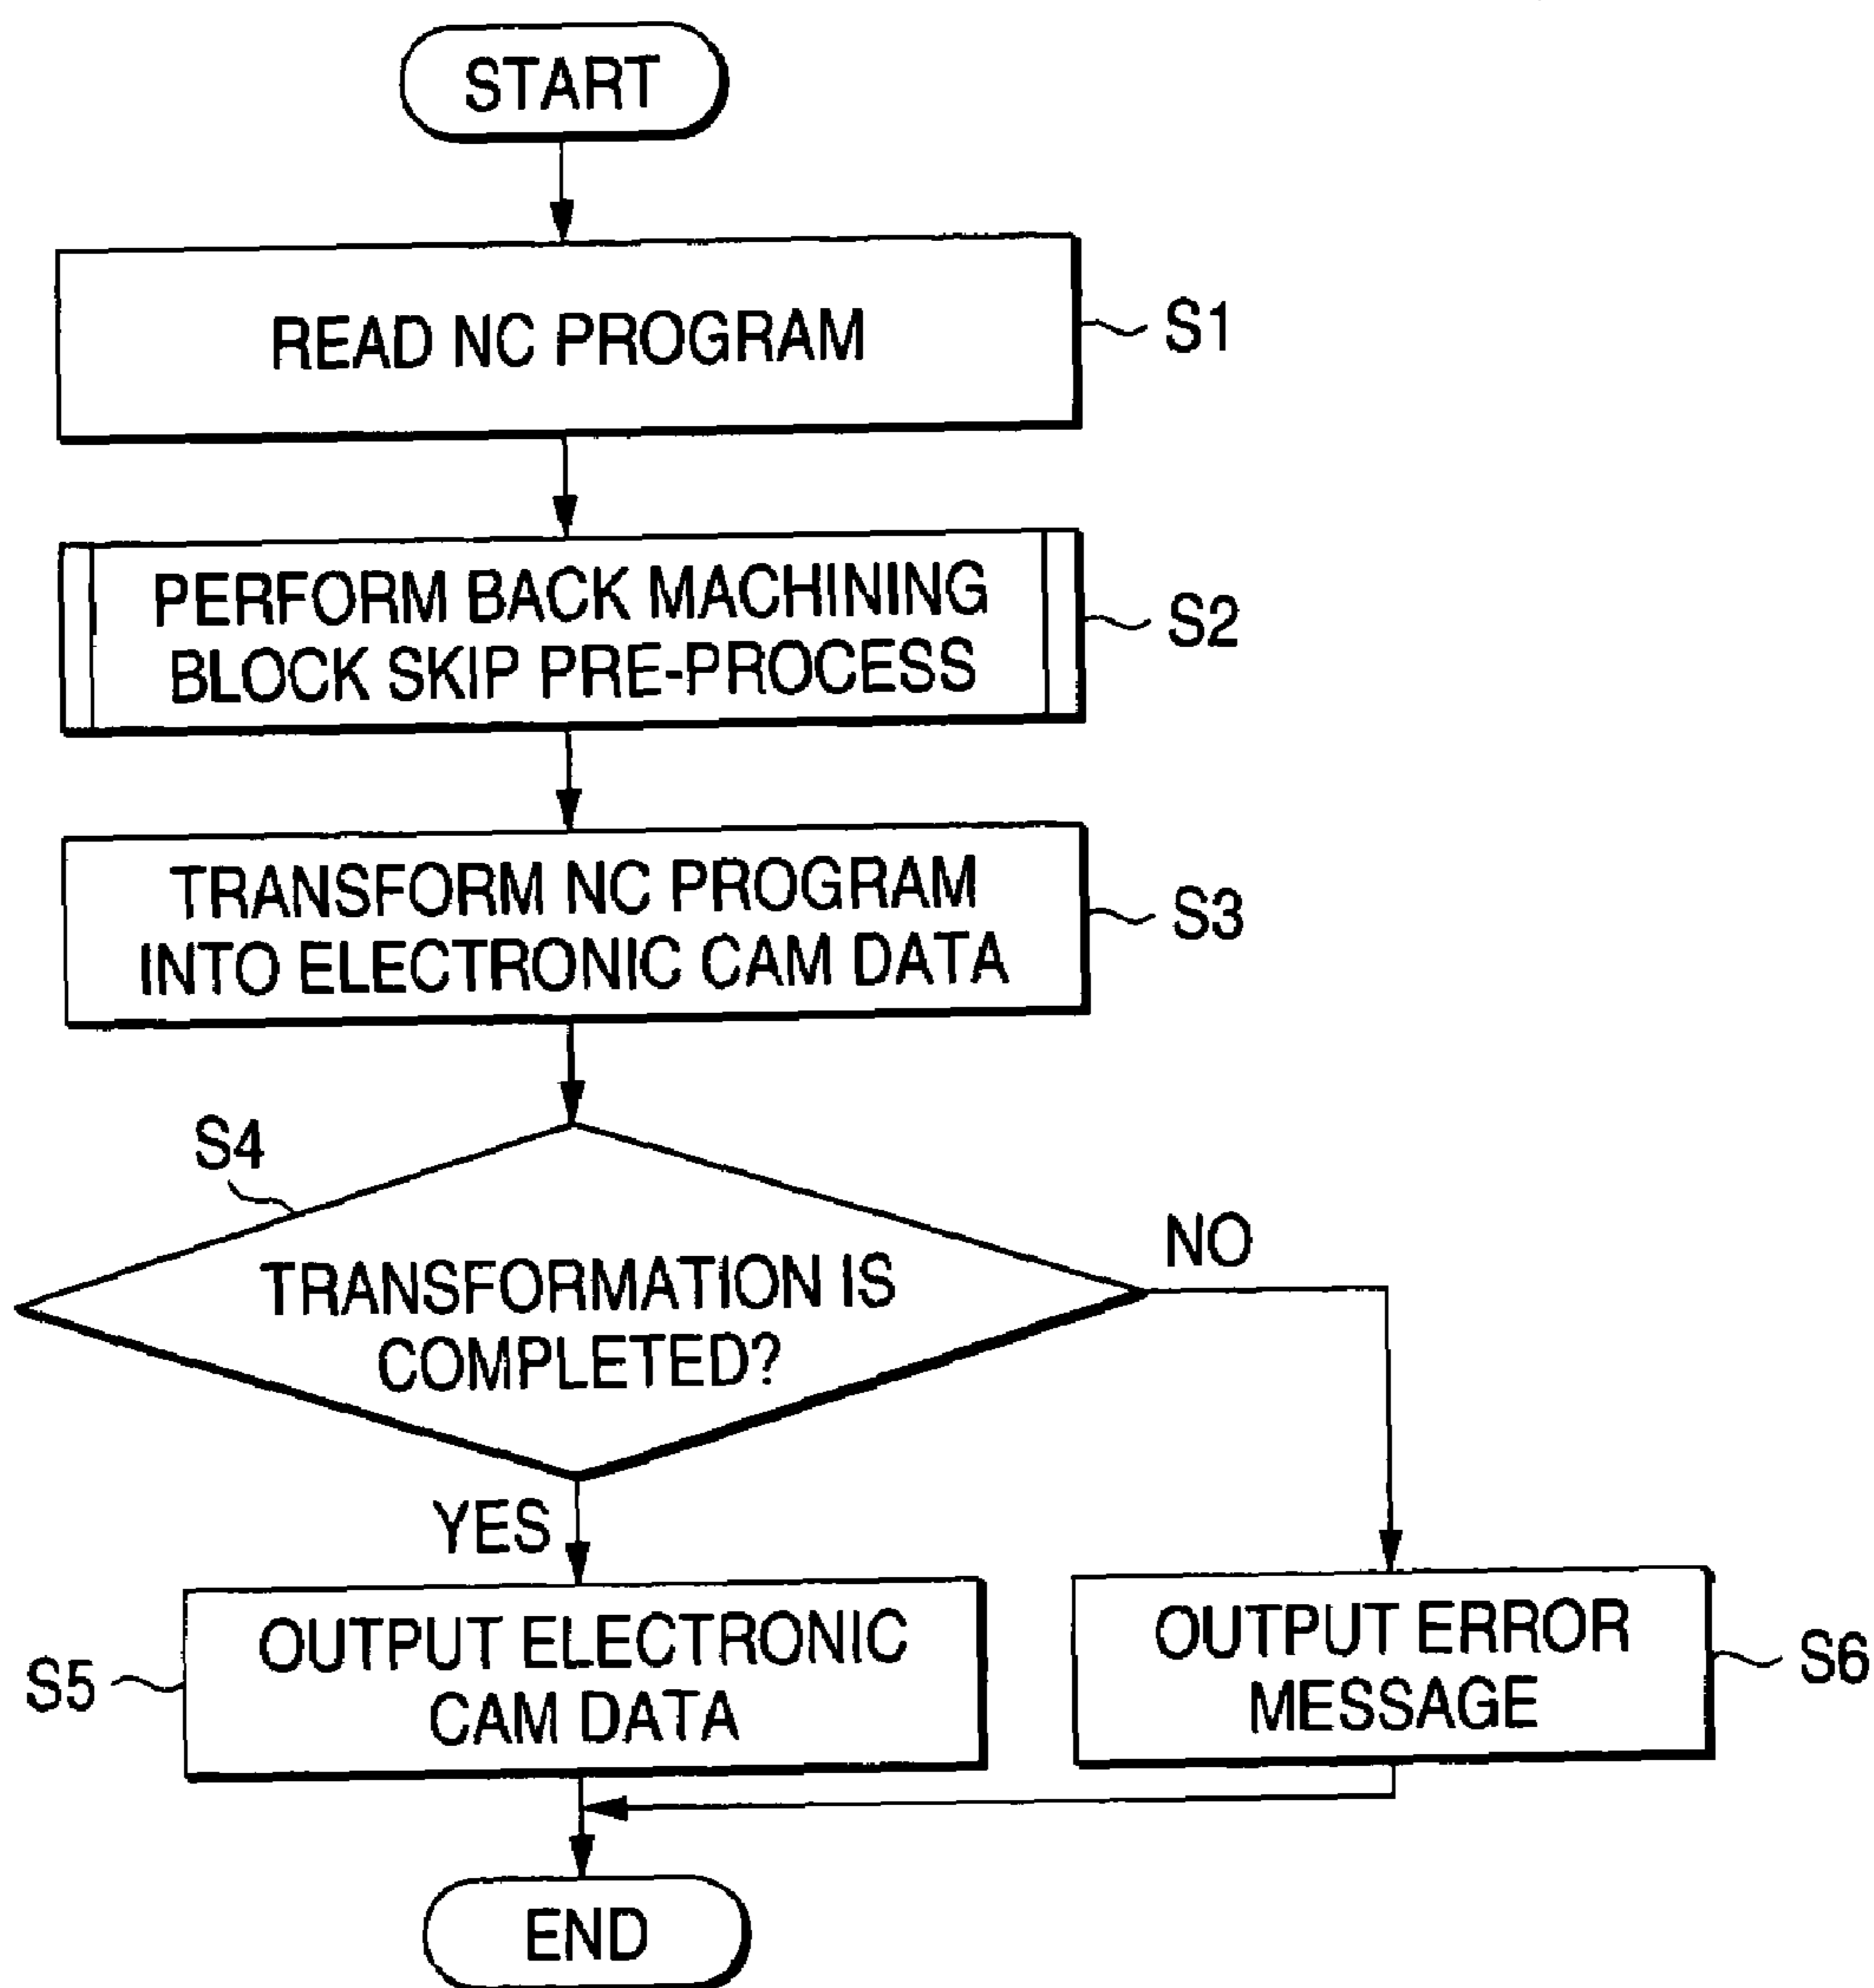 START
READ NC PROGRAM
S1
PERFORM BACK MACHINING
BLOCK SKIP PRE-PROCESS
S2
TRANSFORM NC PROGRAM
INTO ELECTRONIC CAM DATA
S3
S4
TRANSFORMATION IS
COMPLETED?
NO
YES
S5
OUTPUT ELECTRONIC
CAM DATA
OUTPUT ERROR
MESSAGE
S6
END